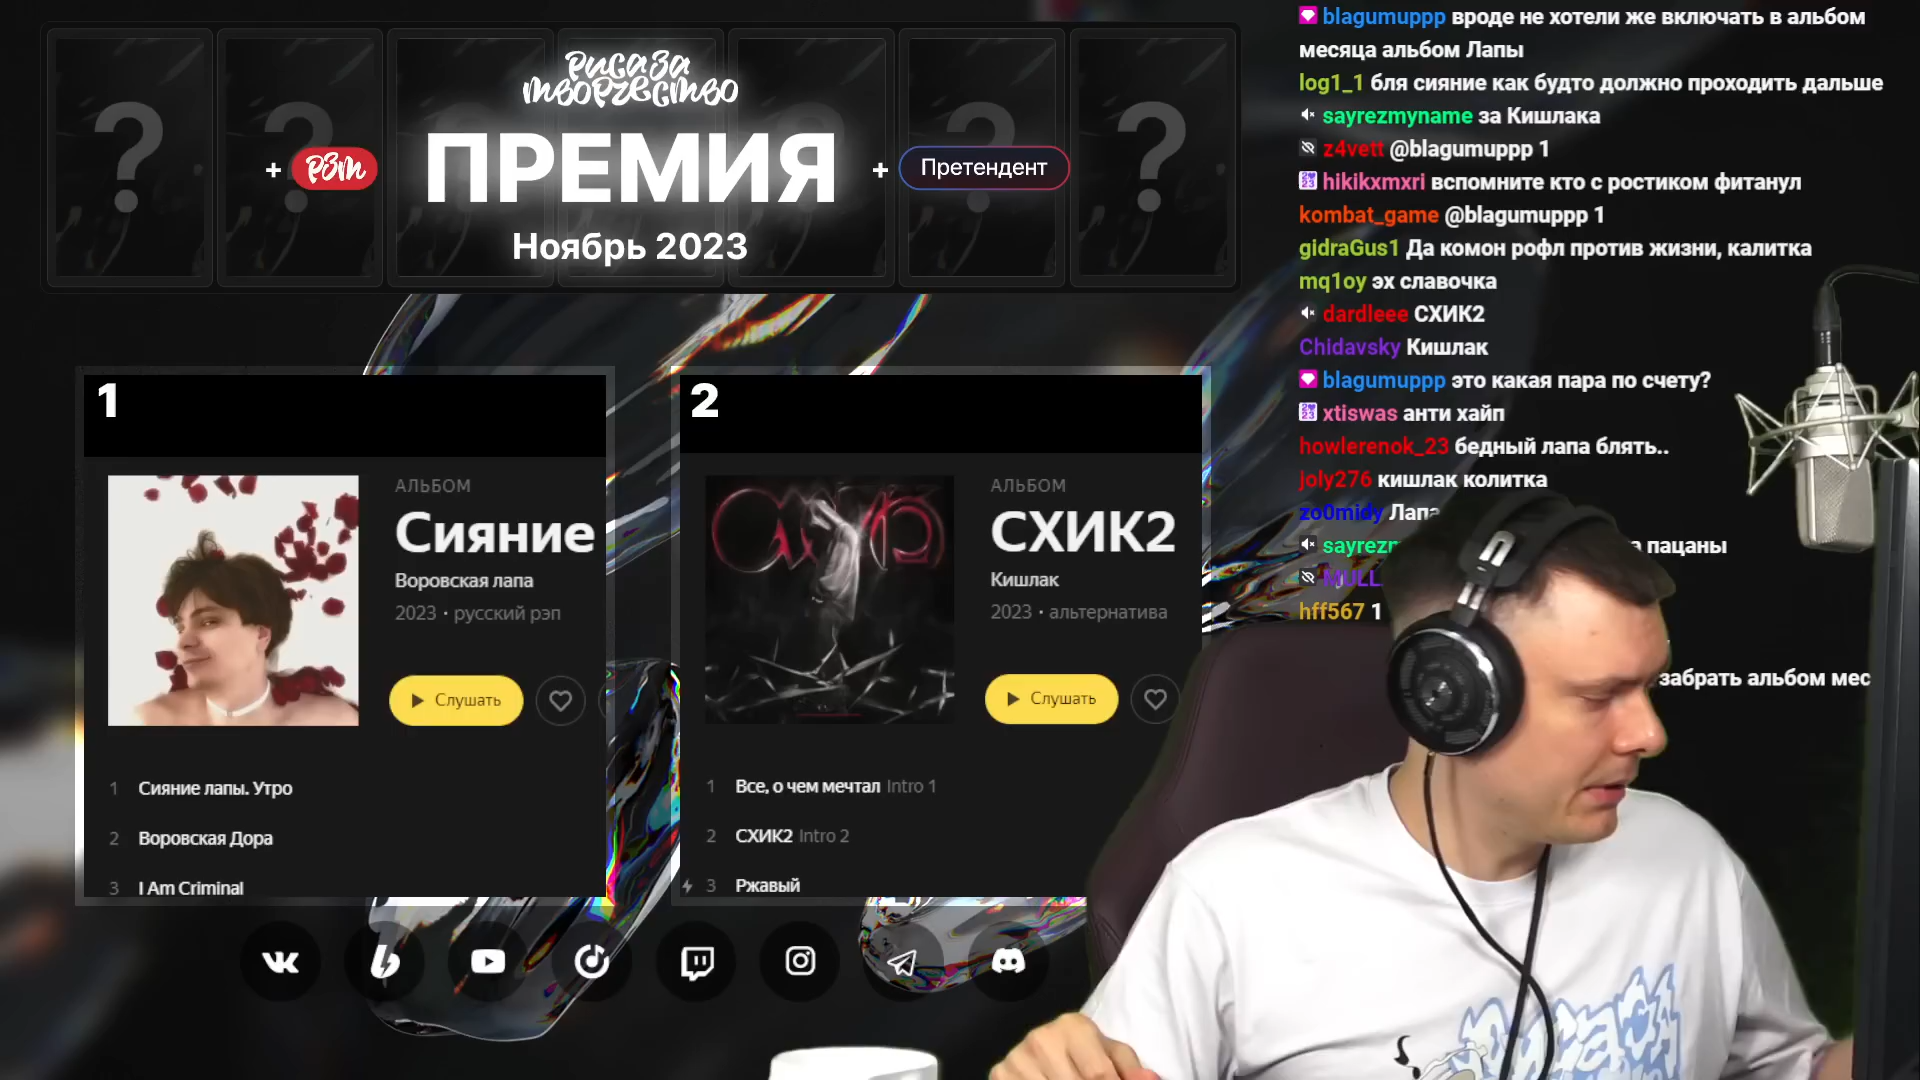 РИСАЗА
ТВОРЧЕСТВО
+ РЗТ ПРЕМИЯ + Претендент
Ноябрь 2023
1
АЛЬБОМ
Сияние
Воровская лапа
2023 • русский рэп
Слушать
1 Сияние лапы. Утро
2 Воровская Дора
3 I Am Criminal
2
АЛЬБОМ
СХИК2
Кишлак
2023 • альтернатива
Слушать
1 Все, о чем мечтал Intro 1
2 СХИК2 Intro 2
3 Ржавый
blagumuppp вроде не хотели же включать в альбом
месяца альбом Лапы
log1_1 бля сияние как будто должно проходить дальше
sayrezmyname за Кишлака
z4vett @blagumuppp 1
hikikxmxri вспомните кто с ростиком фитанул
kombat_game @blagumuppp 1
gidraGus1 Да комон рофл против жизни, калитка
mq1oy эх славочка
dardleee СХИК2
Chidavsky Кишлак
blagumuppp это какая пара по счету?
xtiswas анти хайп
howlerenok_23 бедный лапа блять..
joly276 кишлак колитка
zo0midy Лапа
пацаны
MULL
hff567 1
забрать альбом мес